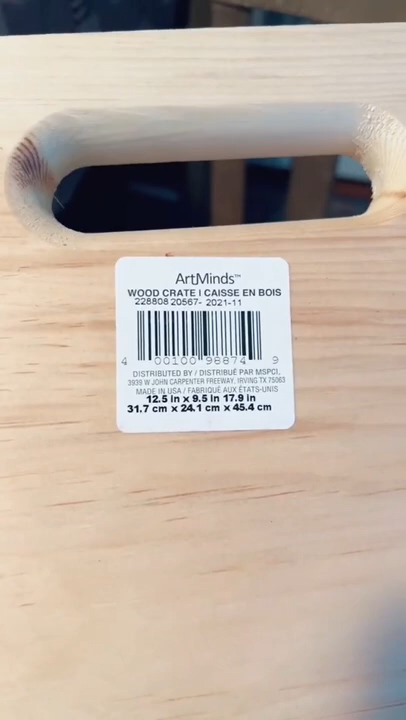 ArtMinds™
WOOD CRATE | CAISSE EN BOIS
228808 20567- 2021-11
4 00100 98874 9
DISTRIBUTED BY / DISTRIBUÉ PAR MSPCI,
3939 W JOHN CARPENTER FREEWAY, IRVING TX 75063
MADE IN USA / FABRIQUÉ AUX ÉTATS-UNIS
12.5 in x 9.5 in 17.9 in
31.7 cm x 24.1 cm x 45.4 cm